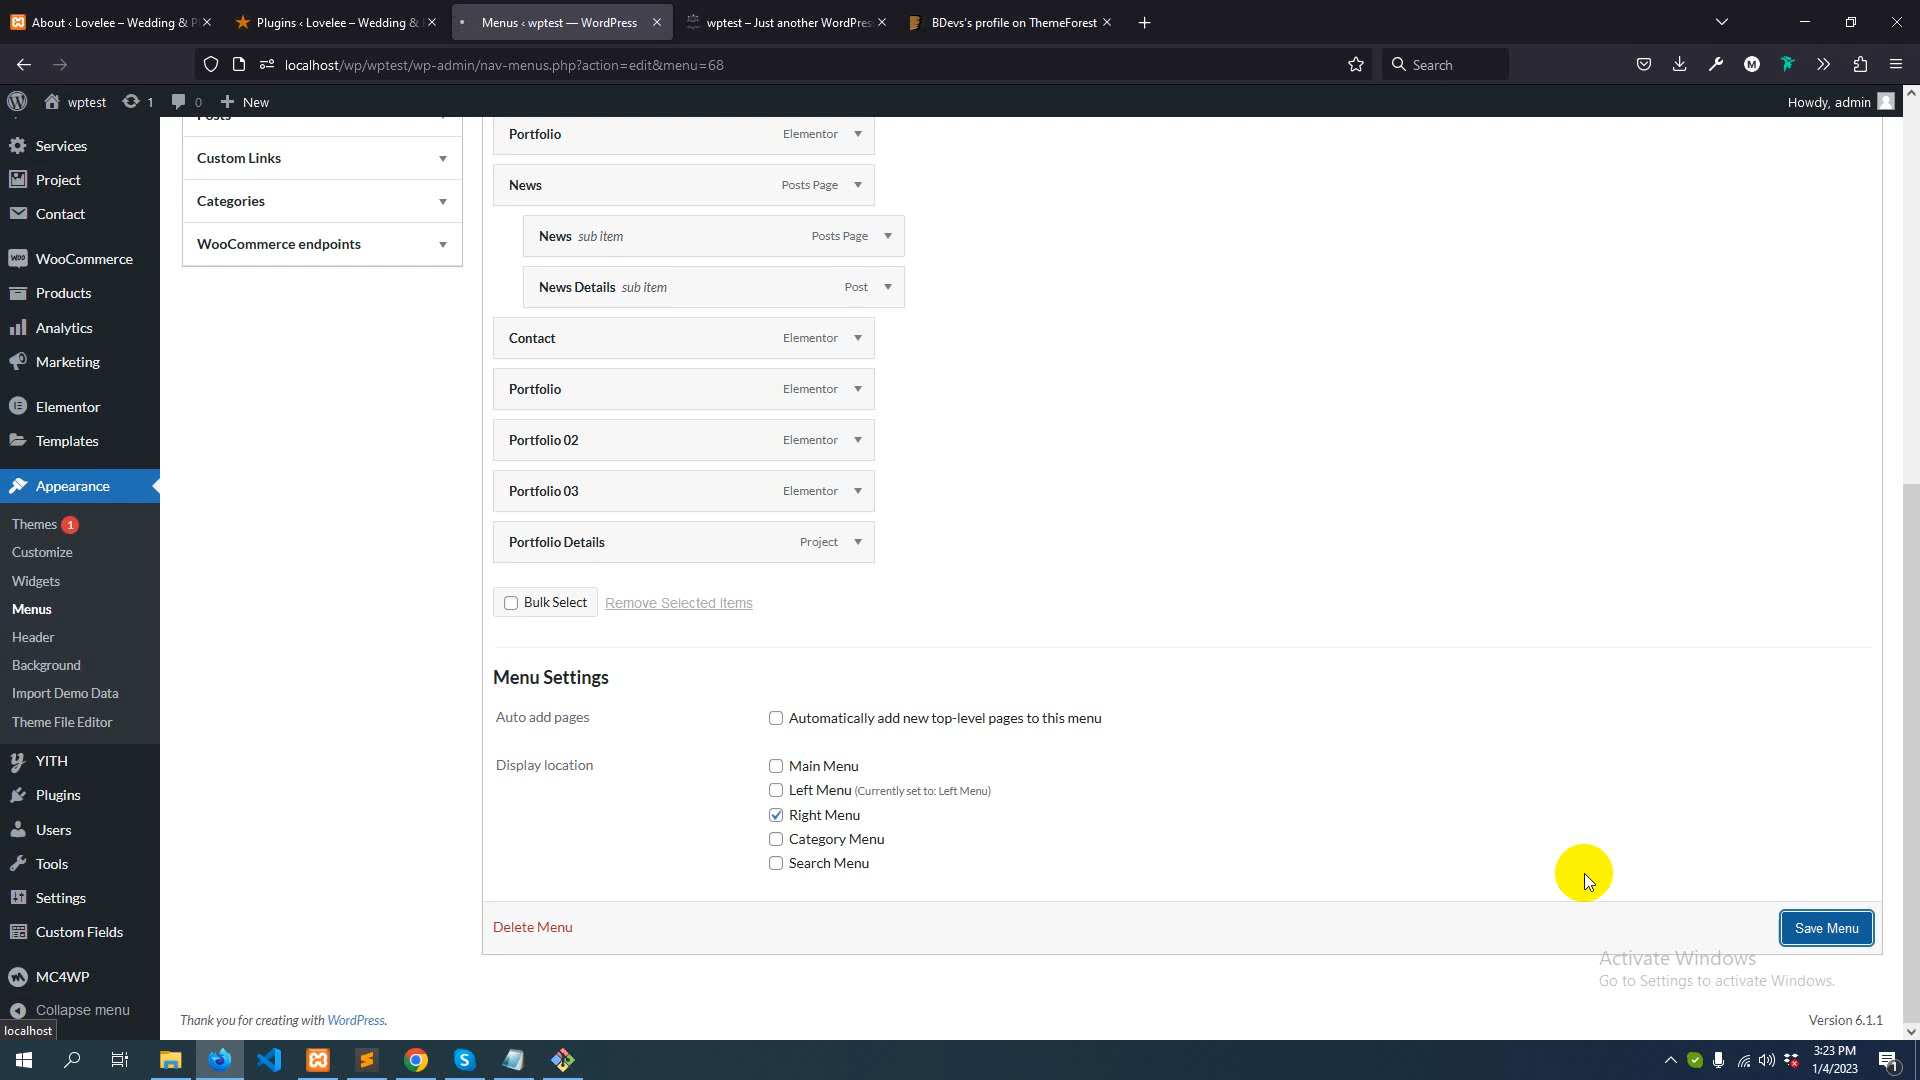 About ‹ Lovelee – Wedding & P
Plugins ‹ Lovelee – Wedding &
Menus ‹ wptest — WordPress
wptest – Just another WordPress
BDevs's profile on ThemeForest
localhost/wp/wptest/wp-admin/nav-menus.php?action=edit&menu=68
Search
wptest
1
0
New
Howdy, admin
Services
Project
Contact
WooCommerce
Products
Analytics
Marketing
Elementor
Templates
Appearance
Themes 1
Customize
Widgets
Menus
Header
Background
Import Demo Data
Theme File Editor
YITH
Plugins
Users
Tools
Settings
Custom Fields
MC4WP
Collapse menu
localhost
Posts
Custom Links
Categories
WooCommerce endpoints
Portfolio Elementor
News Posts Page
News sub item Posts Page
News Details sub item Post
Contact Elementor
Portfolio Elementor
Portfolio 02 Elementor
Portfolio 03 Elementor
Portfolio Details Project
Bulk Select Remove Selected Items
Menu Settings
Auto add pages Automatically add new top-level pages to this menu
Display location Main Menu
Left Menu (Currently set to: Left Menu)
Right Menu
Category Menu
Search Menu
Delete Menu Save Menu
Activate Windows
Go to Settings to activate Windows.
Thank you for creating with WordPress. Version 6.1.1
3:23 PM
1/4/2023
1